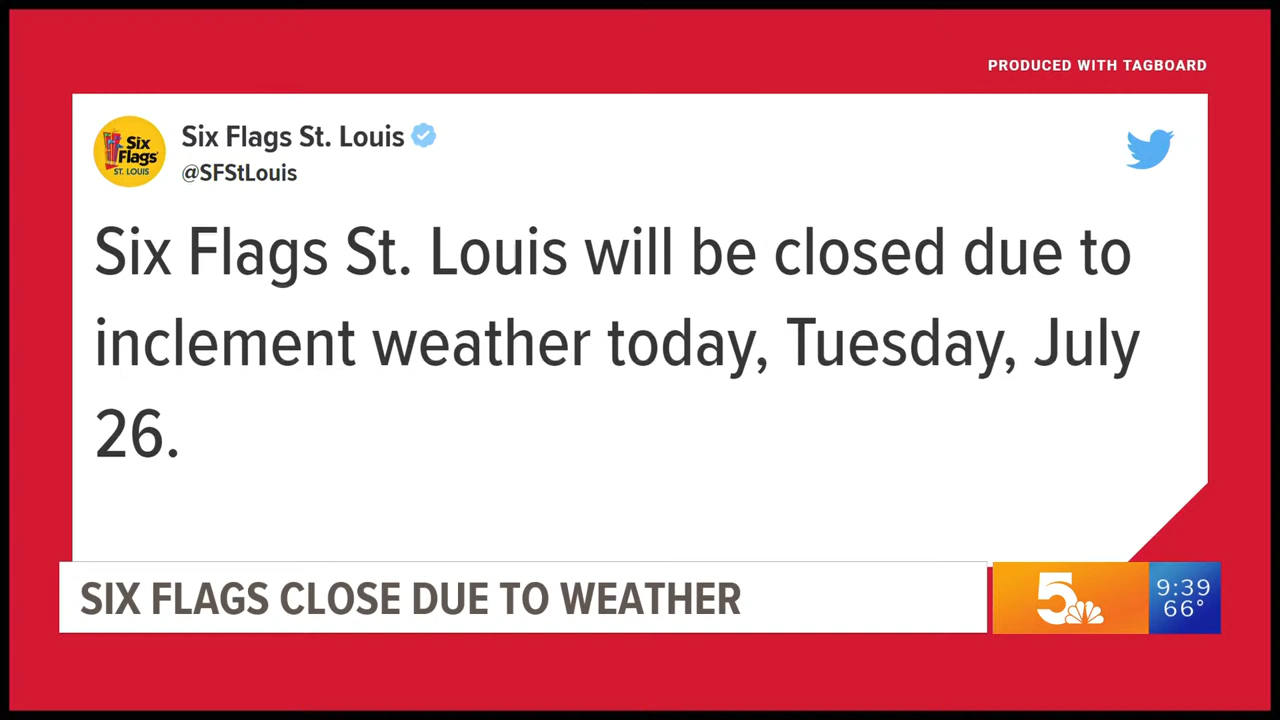 PRODUCED WITH TAGBOARD
Six Flags
ST. LOUIS
Six Flags St. Louis
@SFStLouis
Six Flags St. Louis will be closed due to
inclement weather today, Tuesday, July
26.
SIX FLAGS CLOSE DUE TO WEATHER
5
9:39
66°